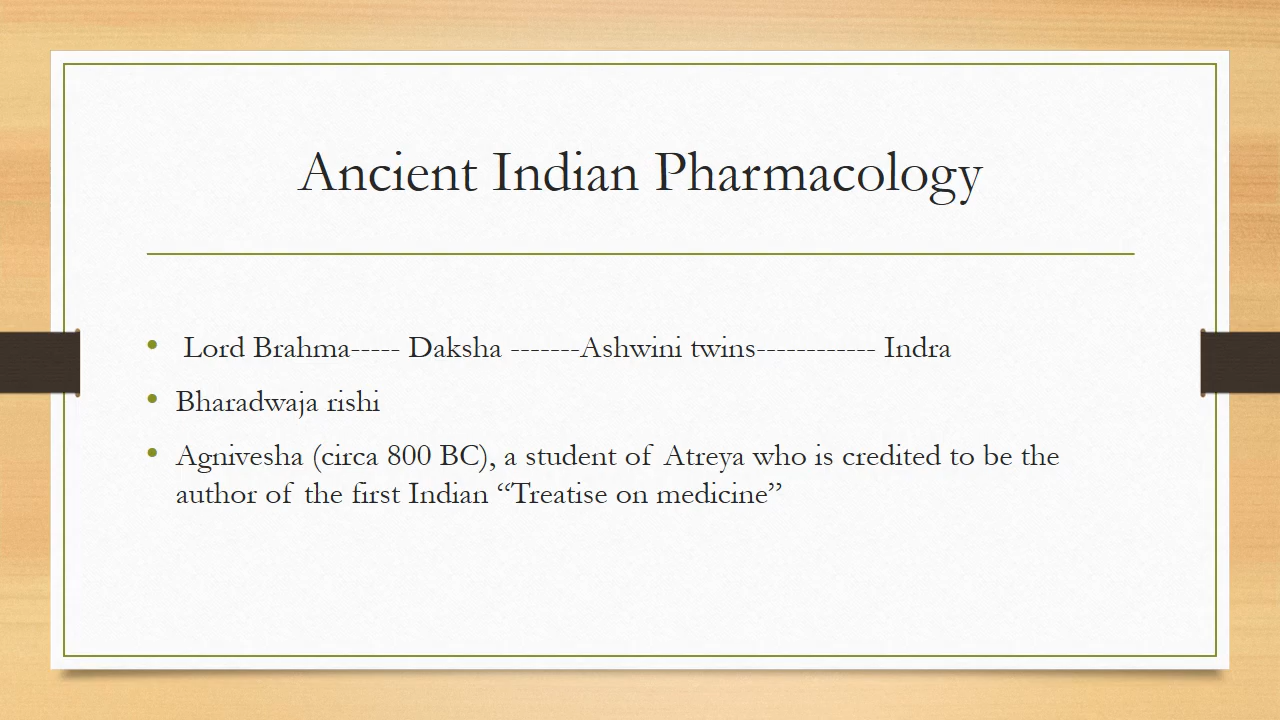 Ancient Indian Pharmacology
• Lord Brahma----- Daksha -------Ashwini twins------------ Indra
• Bharadwaja rishi
• Agnivesha (circa 800 BC), a student of Atreya who is credited to be the
author of the first Indian “Treatise on medicine”